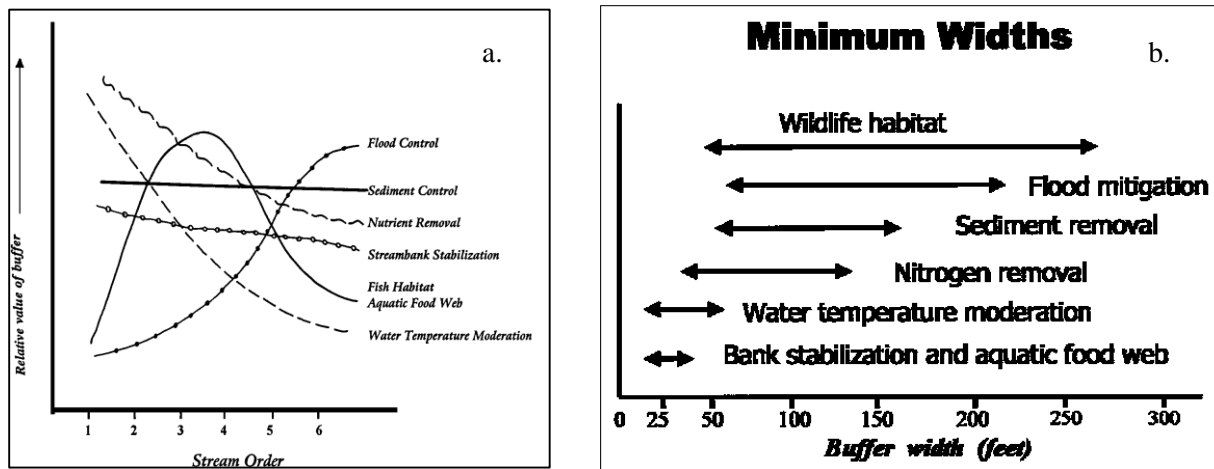 a.
Relative value of buffer
Flood Control
Sediment Control
Nutrient Removal
Streambank Stabilization
Fish Habitat
Aquatic Food Web
Water Temperature Moderation
1 2 3 4 5 6
Stream Order
Minimum Widths
b.
Wildlife habitat
Flood mitigation
Sediment removal
Nitrogen removal
Water temperature moderation
Bank stabilization and aquatic food web
0 25 50 100 150 200 250 300
Buffer width (feet)